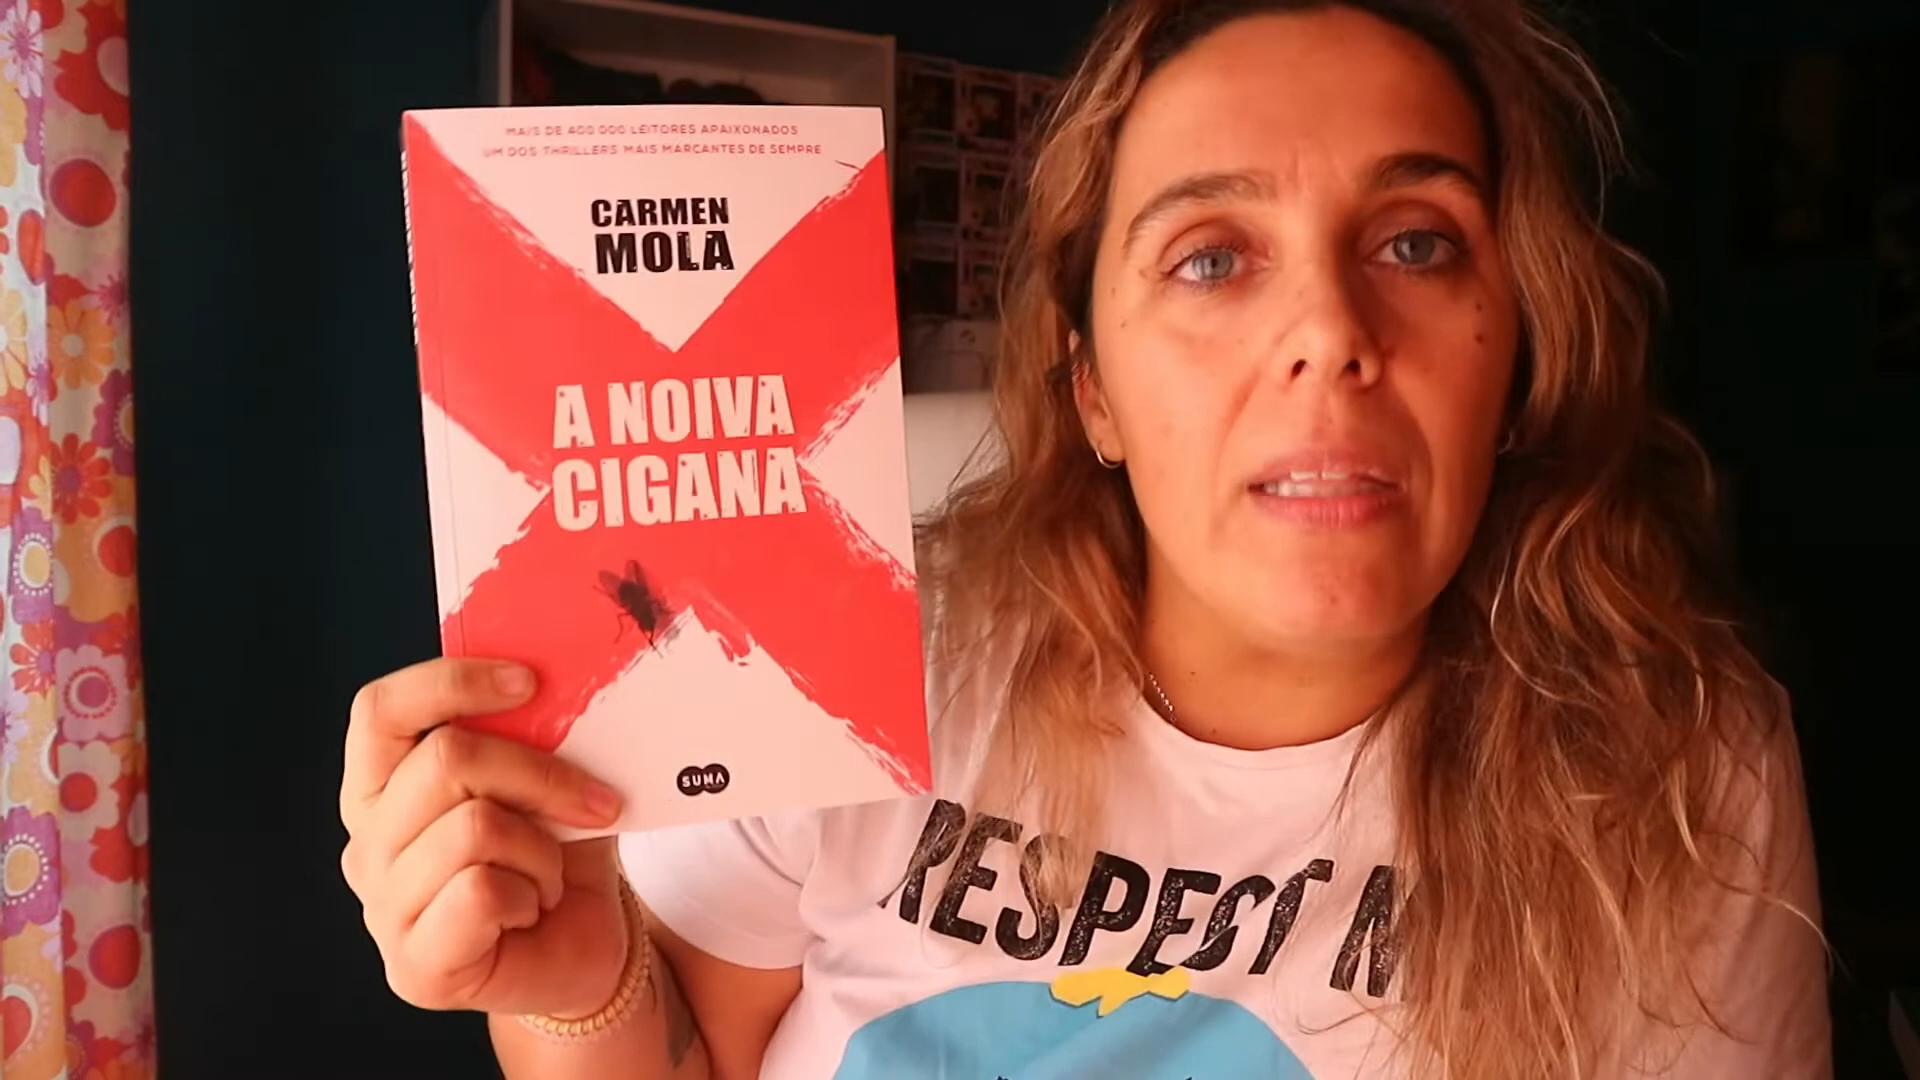 MAIS DE 400 000 LEITORES APAIXONADOS
UM DOS THRILLERS MAIS MARCANTES DE SEMPRE
CARMEN
MOLA
A NOIVA
CIGANA
SUMA
RESPECT M